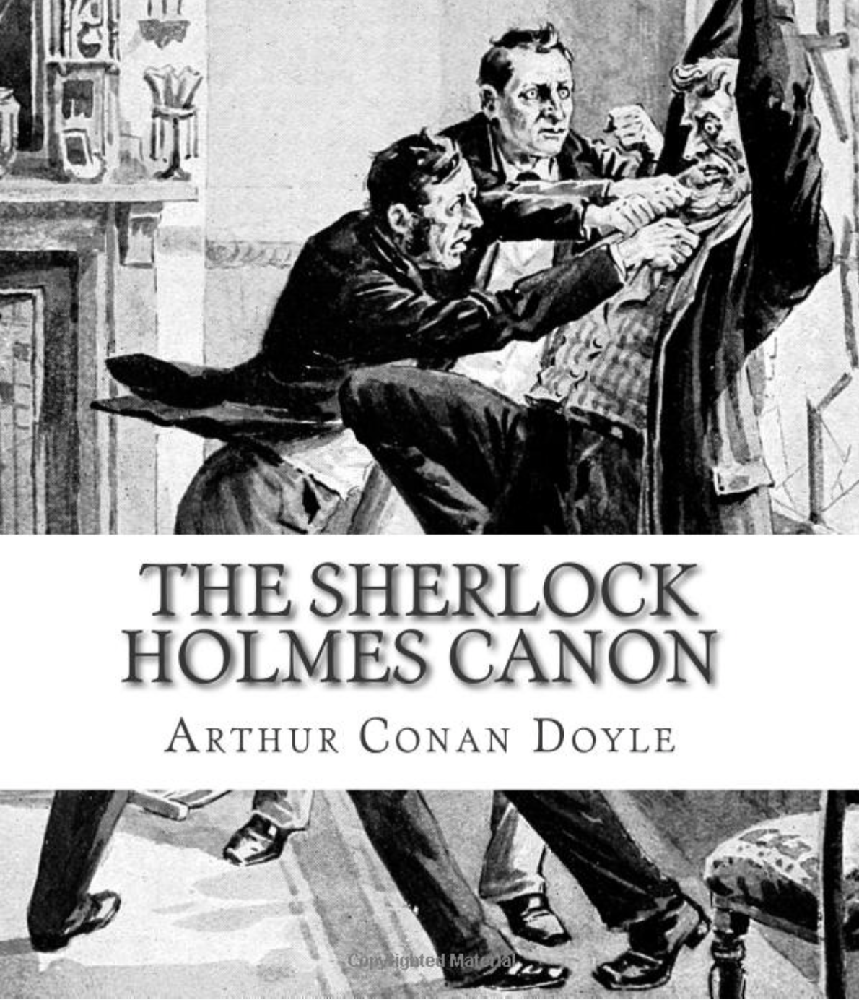 THE SHERLOCK
HOLMES CANON
ARTHUR CONAN DOYLE
Copyrighted Material